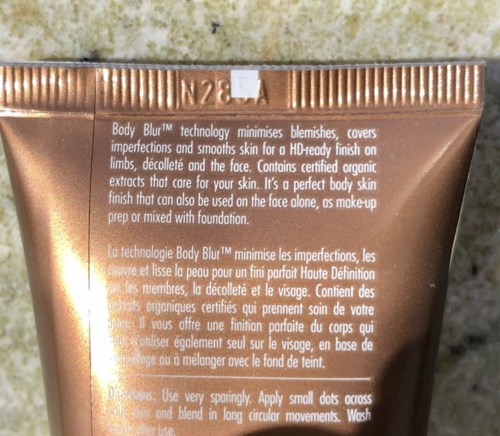 N28 A
Body Blur™ technology minimises blemishes, covers
imperfections and smooths skin for a HD-ready finish on
limbs, décolleté and the face. Contains certified organic
extracts that care for your skin. It's a perfect body skin
finish that can also be used on the face alone, as make-up
prep or mixed with foundation.
La technologie Body Blur™ minimise les imperfections, les
et lisse la peau pour un fini parfait Haute Définition
les membres, la décolleté et le visage. Contient des
organiques certifiés qui prennent soin de votre
Il vous offre une finition parfaite du corps qui
s'utiliser également seul sur le visage, en base de
ou à mélanger avec le fond de teint.
Directions: Use very sparingly. Apply small dots across
and blend in long circular movements. Wash
after use.